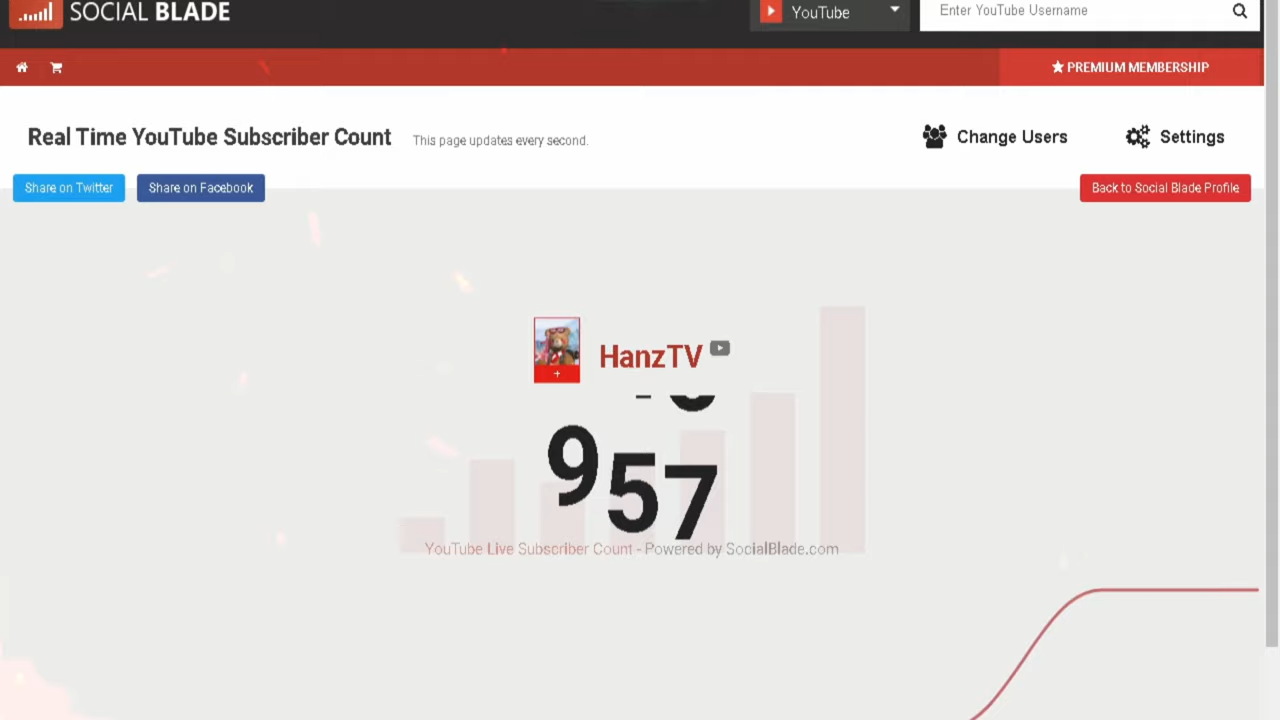 SOCIAL BLADE
YouTube
Enter YouTube Username
PREMIUM MEMBERSHIP
Real Time YouTube Subscriber Count
This page updates every second.
Change Users
Settings
Share on Twitter
Share on Facebook
Back to Social Blade Profile
HanzTV
957
YouTube Live Subscriber Count - Powered by SocialBlade.com